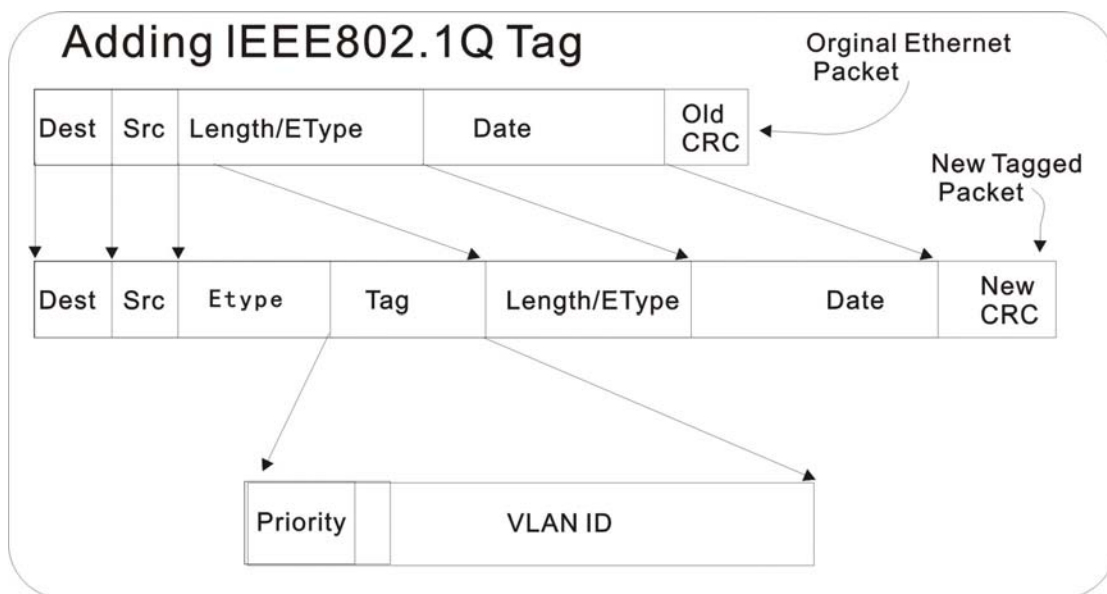 Adding IEEE802.1Q Tag
Orginal Ethernet
Packet
Dest Src Length/EType Date Old
CRC
New Tagged
Packet
Dest Src Etype Tag Length/EType Date New
CRC
Priority VLAN ID